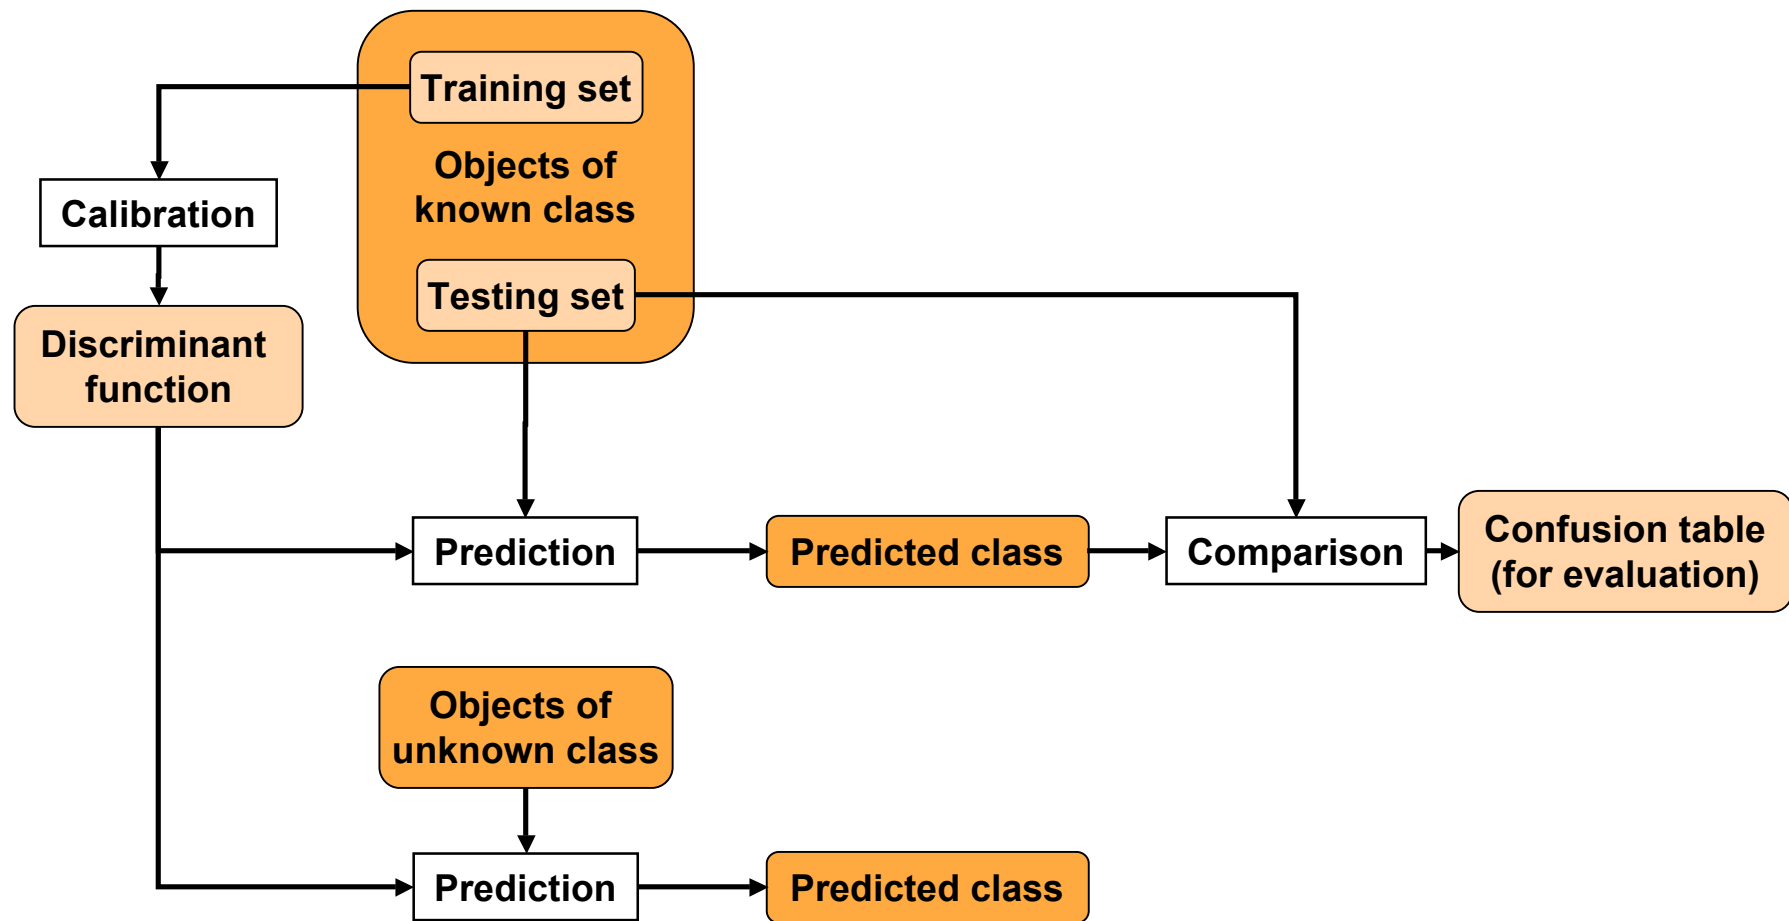 Training set
Objects of
known class
Calibration
Testing set
Discriminant
function
Prediction
Predicted class
Comparison
Confusion table
(for evaluation)
Objects of
unknown class
Prediction
Predicted class